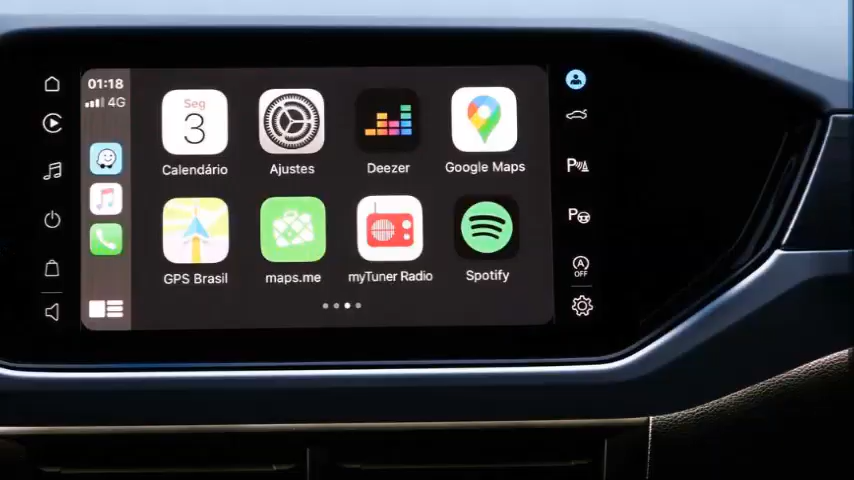 01:18
4G
Seg
3
Calendário
Ajustes
Deezer
Google Maps
GPS Brasil
maps.me
myTuner Radio
Spotify
P
P
A
OFF